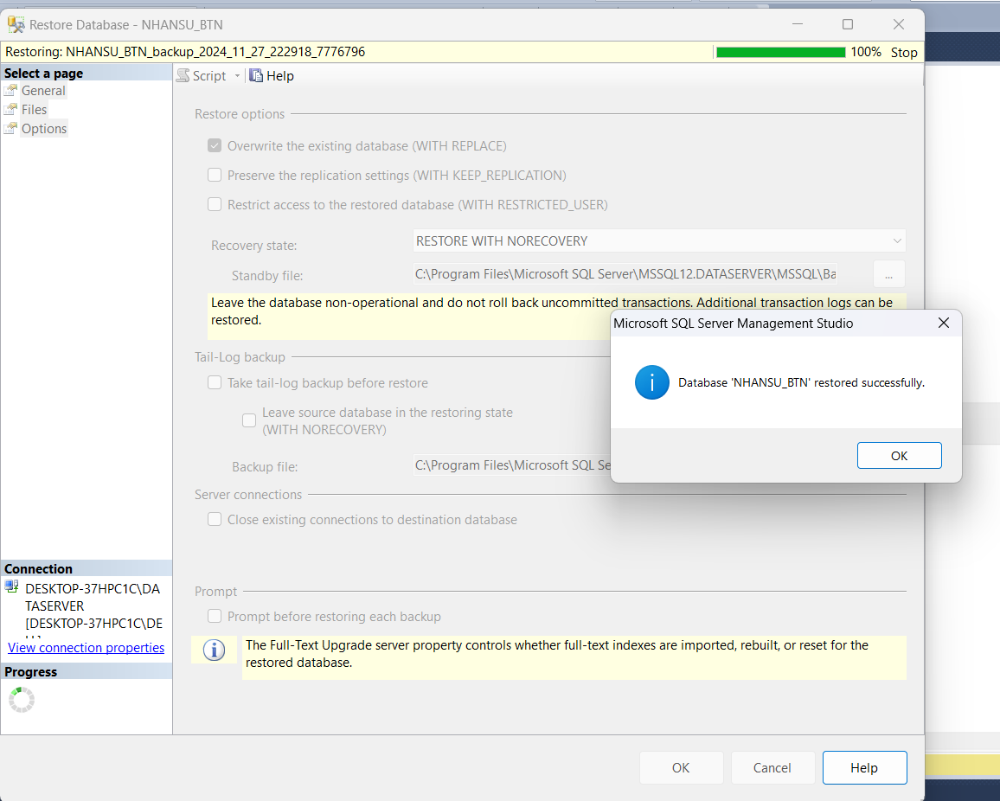 Restore Database - NHANSU_BTN
Restoring: NHANSU_BTN_backup_2024_11_27_222918_7776796
100%
Stop
Select a page
General
Files
Options
Script
Help
Restore options
Overwrite the existing database (WITH REPLACE)
Preserve the replication settings (WITH KEEP_REPLICATION)
Restrict access to the restored database (WITH RESTRICTED_USER)
Recovery state:
RESTORE WITH NORECOVERY
Standby file:
C:\Program Files\Microsoft SQL Server\MSSQL12.DATASERVER\MSSQL\Ba
...
Leave the database non-operational and do not roll back uncommitted transactions. Additional transaction logs can be
restored.
Tail-Log backup
Take tail-log backup before restore
Leave source database in the restoring state
(WITH NORECOVERY)
Backup file:
C:\Program Files\Microsoft SQL Se
Microsoft SQL Server Management Studio
Database 'NHANSU_BTN' restored successfully.
OK
Server connections
Close existing connections to destination database
Prompt
Prompt before restoring each backup
The Full-Text Upgrade server property controls whether full-text indexes are imported, rebuilt, or reset for the
restored database.
Connection
DESKTOP-37HPC1C\DA
TASERVER
[DESKTOP-37HPC1C\DE
View connection properties
Progress
OK
Cancel
Help